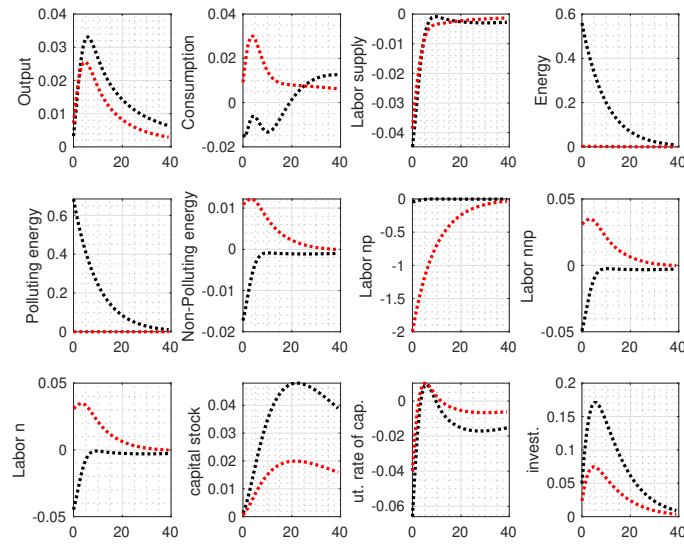 Output
0.04
0.03
0.02
0.01
0
0 20 40
Consumption
0.04
0.02
0
-0.02
0 20 40
Labor supply
0
-0.01
-0.02
-0.03
-0.04
0 20 40
Energy
0.6
0.4
0.2
0
0 20 40
Polluting energy
0.6
0.4
0.2
0
0 20 40
Non-Polluting energy
0.01
0
-0.01
-0.02
0 20 40
Labor np
0
-0.5
-1
-1.5
-2
0 20 40
Labor nnp
0.05
0
-0.05
0 20 40
Labor n
0.05
0
-0.05
0 20 40
capital stock
0.04
0.03
0.02
0.01
0
0 20 40
ut. rate of cap.
0
-0.02
-0.04
-0.06
0 20 40
invest.
0.2
0.15
0.1
0.05
0
0 20 40